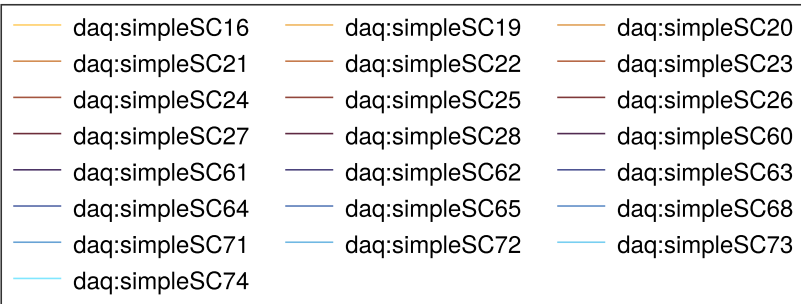 daq:simpleSC16 daq:simpleSC19 daq:simpleSC20
daq:simpleSC21 daq:simpleSC22 daq:simpleSC23
daq:simpleSC24 daq:simpleSC25 daq:simpleSC26
daq:simpleSC27 daq:simpleSC28 daq:simpleSC60
daq:simpleSC61 daq:simpleSC62 daq:simpleSC63
daq:simpleSC64 daq:simpleSC65 daq:simpleSC68
daq:simpleSC71 daq:simpleSC72 daq:simpleSC73
daq:simpleSC74